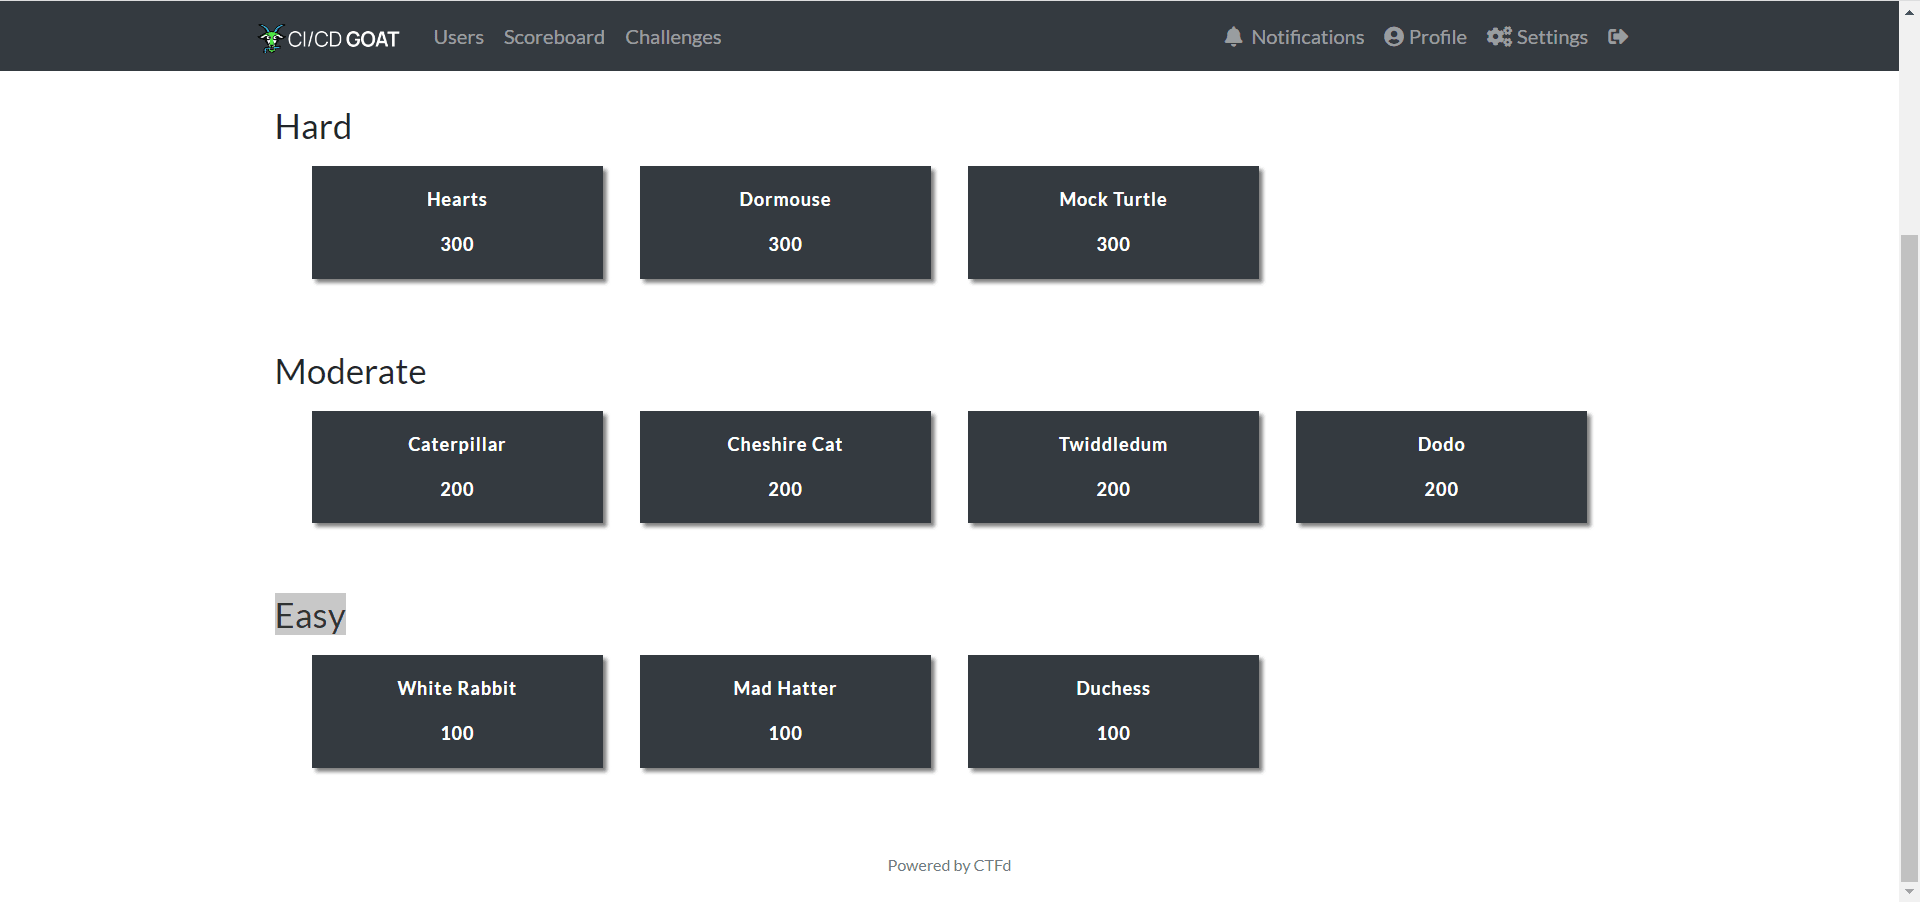 CI/CD GOAT Users Scoreboard Challenges Notifications Profile Settings
Hard
Hearts Dormouse Mock Turtle
300 300 300
Moderate
Caterpillar Cheshire Cat Twiddledum Dodo
200 200 200 200
Easy
White Rabbit Mad Hatter Duchess
100 100 100
Powered by CTFd